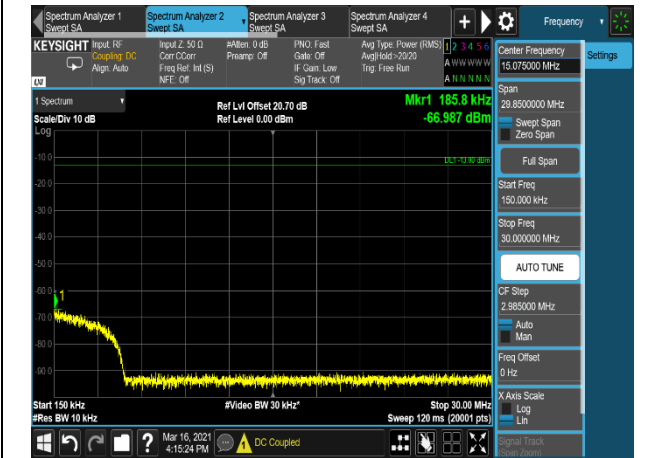 Spectrum Analyzer 1
Swept SA
Spectrum Analyzer 2
Swept SA
Spectrum Analyzer 3
Swept SA
Spectrum Analyzer 4
Swept SA
+
Frequency
KEYSIGHT
Input: RF
Coupling: DC
Align: Auto
Input Z: 50 Ω
Corr CCorr
Freq Ref: Int (S)
NFE: Off
#Atten: 0 dB
Preamp: Off
PNO: Fast
Gate: Off
IF Gain: Low
Sig Track: Off
Avg Type: Power (RMS)
Avg|Hold:>20/20
Trig: Free Run
1 2 3 4 5 6
A W W W W W
A N N N N N
Center Frequency
15.075000 MHz
Settings
Span
29.8500000 MHz
Swept Span
Zero Span
Full Span
Start Freq
150.000 kHz
Stop Freq
30.000000 MHz
AUTO TUNE
CF Step
2.985000 MHz
Auto
Man
Freq Offset
0 Hz
X Axis Scale
Log
Lin
Signal Track
(Span Zoom)
1 Spectrum
Scale/Div 10 dB
Log
Ref Lvl Offset 20.70 dB
Ref Level 0.00 dBm
Mkr1 185.8 kHz
-66.987 dBm
DL1 -13.00 dBm
-10.0
-20.0
-30.0
-40.0
-50.0
-60.0
-70.0
-80.0
-90.0
1
Start 150 kHz
#Res BW 10 kHz
#Video BW 30 kHz*
Stop 30.00 MHz
Sweep 120 ms (20001 pts)
?
Mar 16, 2021
4:15:24 PM
DC Coupled